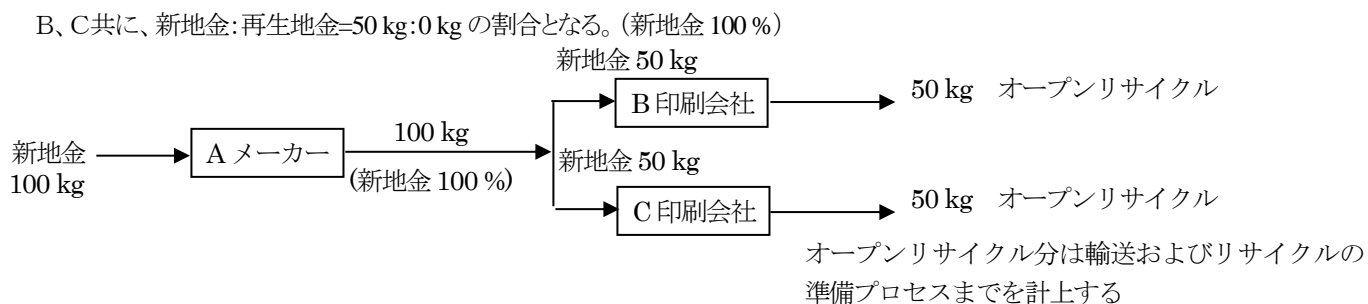 B、C共に、新地金：再生地金=50 kg：0 kg の割合となる。（新地金 100 %）
新地金 50 kg
B 印刷会社
50 kg　オープンリサイクル
新地金
100 kg
A メーカー
100 kg
(新地金 100 %)
新地金 50 kg
C 印刷会社
50 kg　オープンリサイクル
オープンリサイクル分は輸送およびリサイクルの
準備プロセスまでを計上する